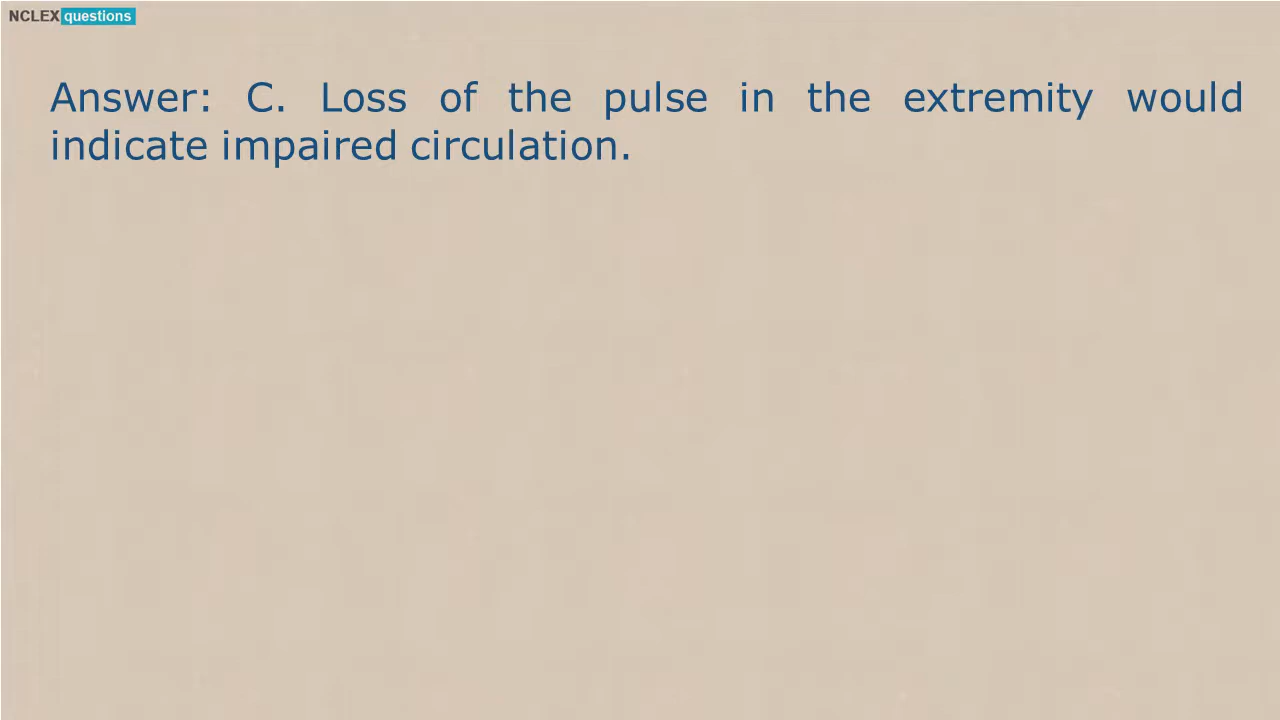 NCLEX questions
Answer: C. Loss of the pulse in the extremity would
indicate impaired circulation.